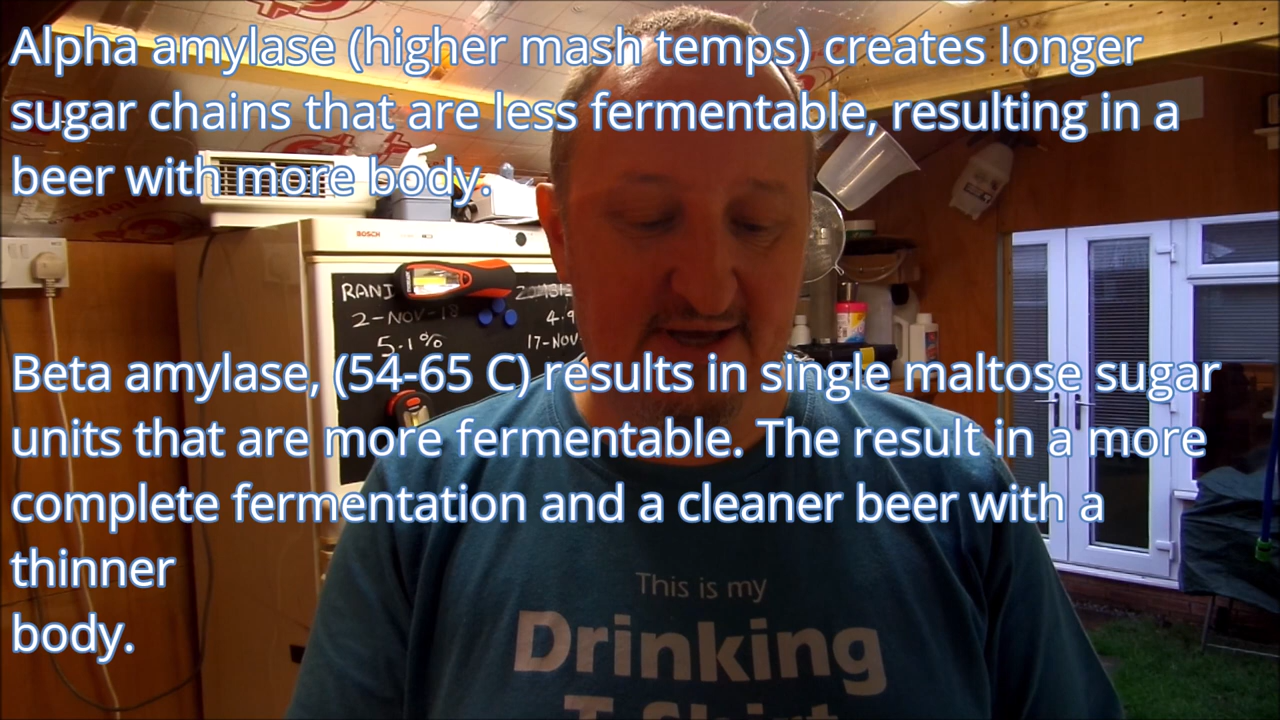 Alpha amylase (higher mash temps) creates longer
sugar chains that are less fermentable, resulting in a
beer with more body.
BOSCH
RANI
2-NOV-18
5.1%
4.9
17-NOV
Beta amylase, (54-65 C) results in single maltose sugar
units that are more fermentable. The result in a more
complete fermentation and a cleaner beer with a
thinner
body.
This is my
Drinking
T-Shirt